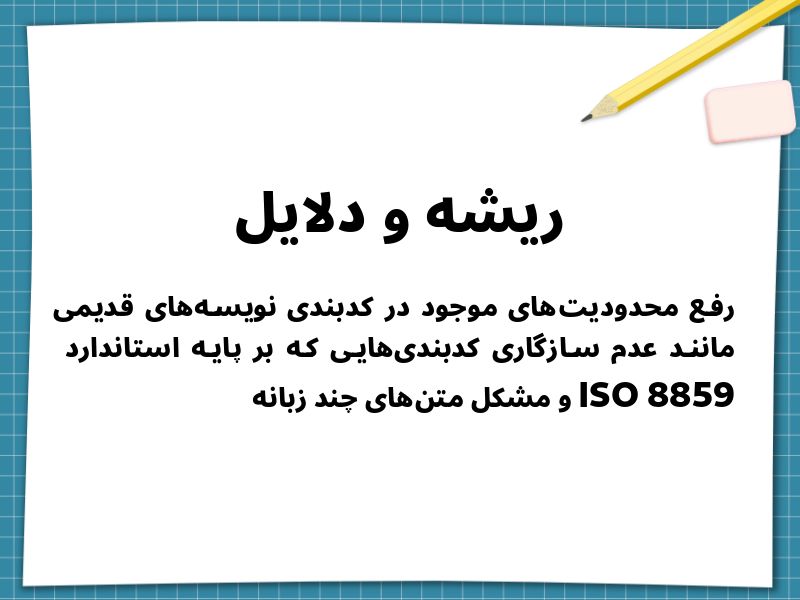 ریشه و دلایل
رفع محدودیت‌های موجود در کدبندی نویسه‌های قدیمی
مانند عدم سازگاری کدبندی‌هایی که بر پایه استاندارد
ISO 8859 و مشکل متن‌های چند زبانه